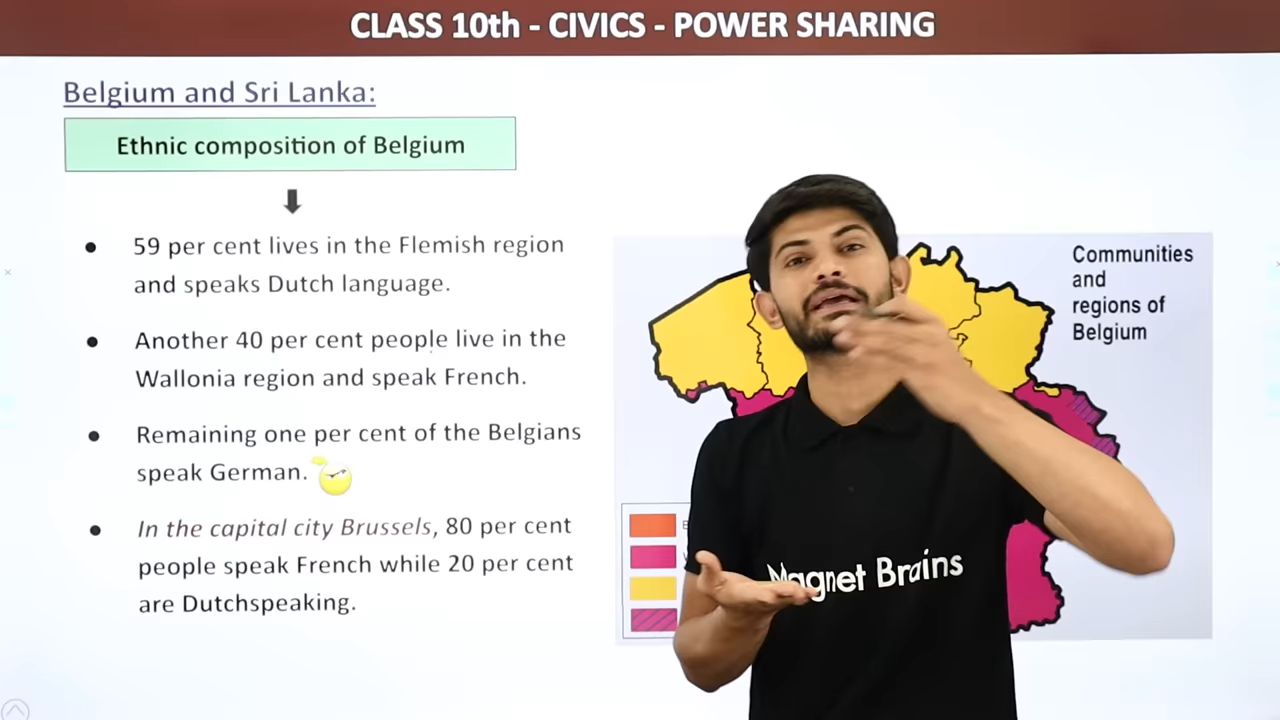 CLASS 10th - CIVICS - POWER SHARING
Belgium and Sri Lanka:
Ethnic composition of Belgium
● 59 per cent lives in the Flemish region
and speaks Dutch language.
● Another 40 per cent people live in the
Wallonia region and speak French.
● Remaining one per cent of the Belgians
speak German.
● In the capital city Brussels, 80 per cent
people speak French while 20 per cent
are Dutchspeaking.
Communities
and
regions of
Belgium
Magnet Brains